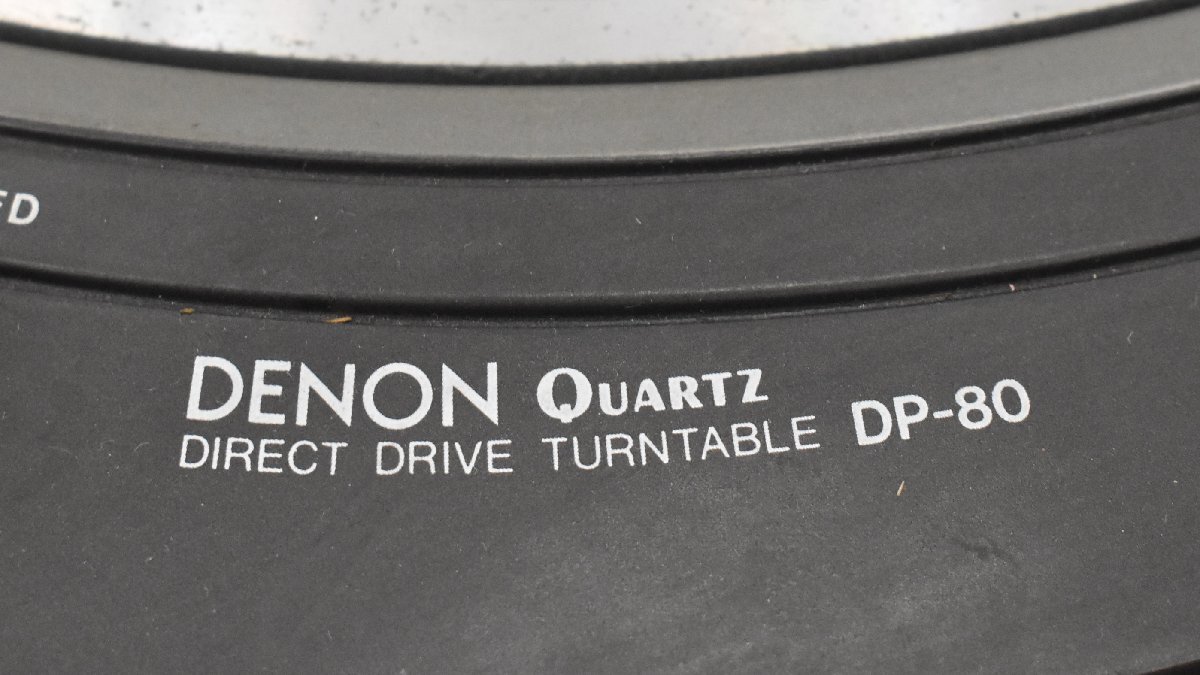 DENON QUARTZ
DIRECT DRIVE TURNTABLE DP-80